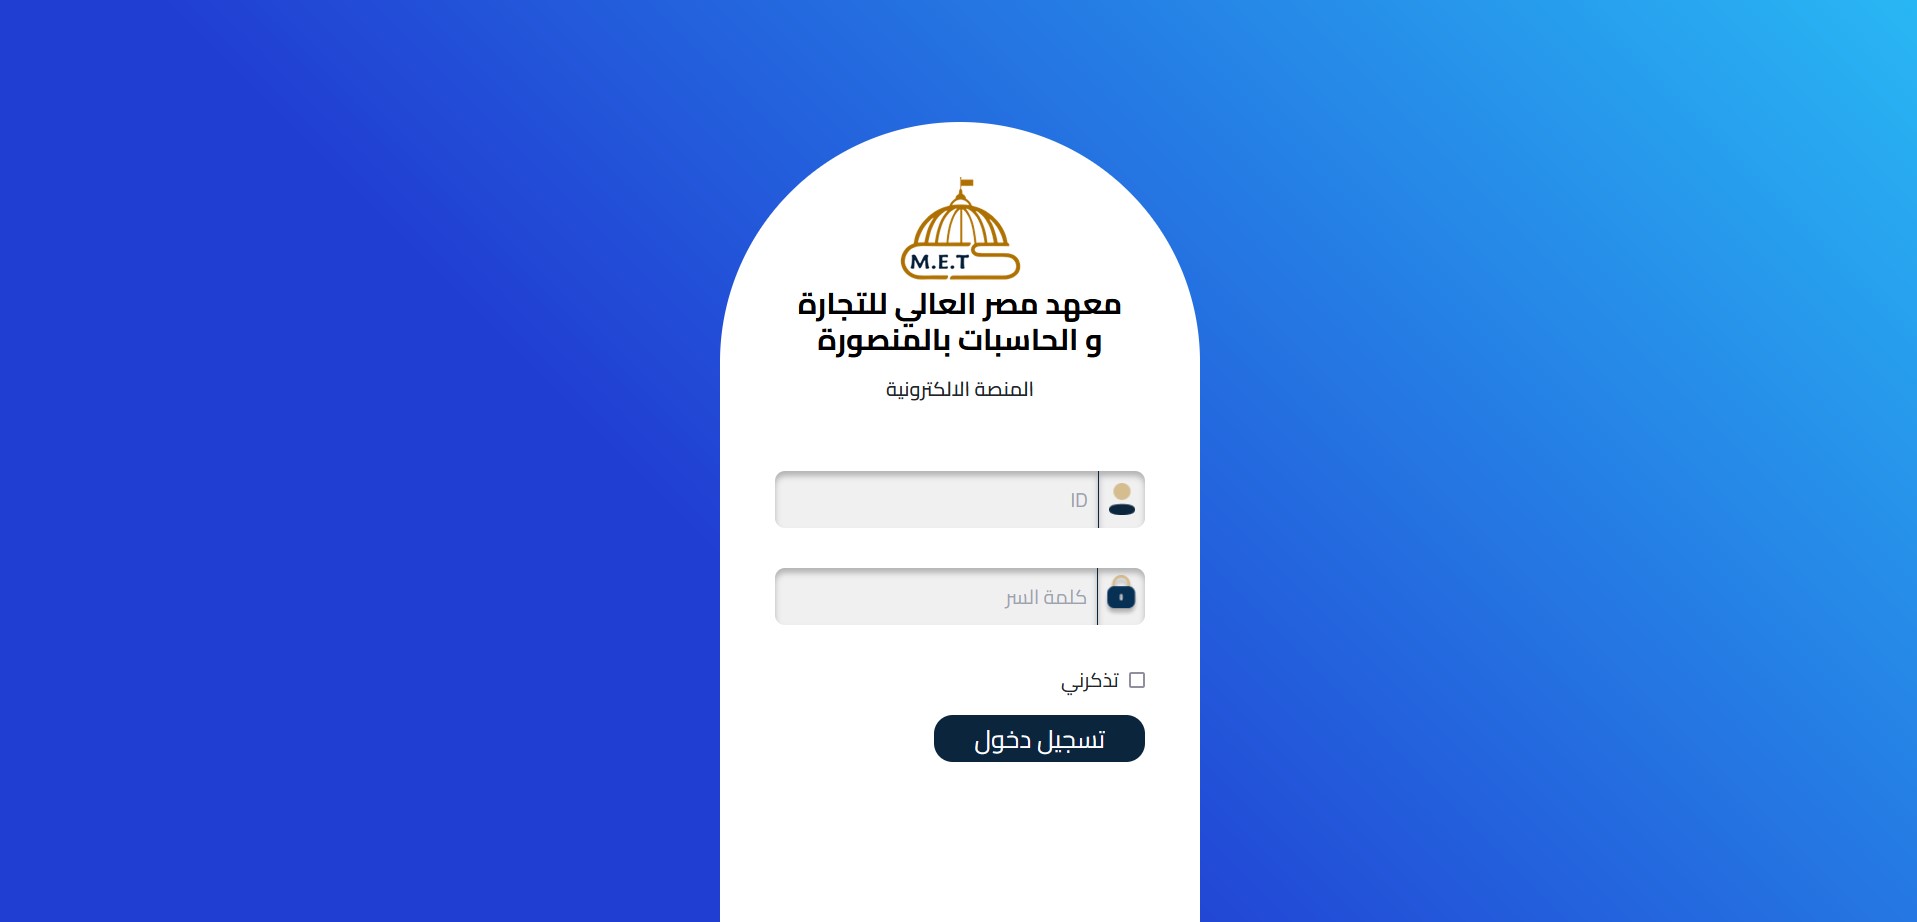 M.E.T
معهد مصر العالي للتجارة
و الحاسبات بالمنصورة
المنصة الالكترونية
ID
كلمة السر
تذكرني
تسجيل دخول